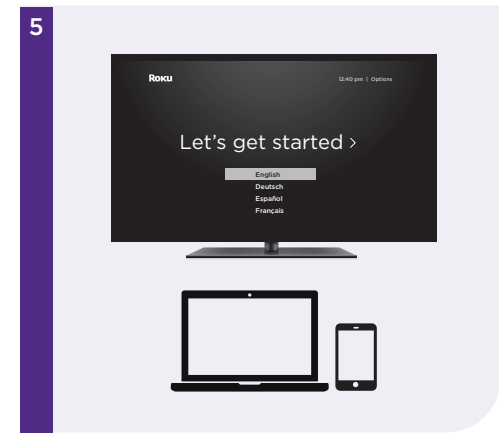 5
Roku
12:40 pm | Options
Let's get started >
English
Deutsch
Español
Français